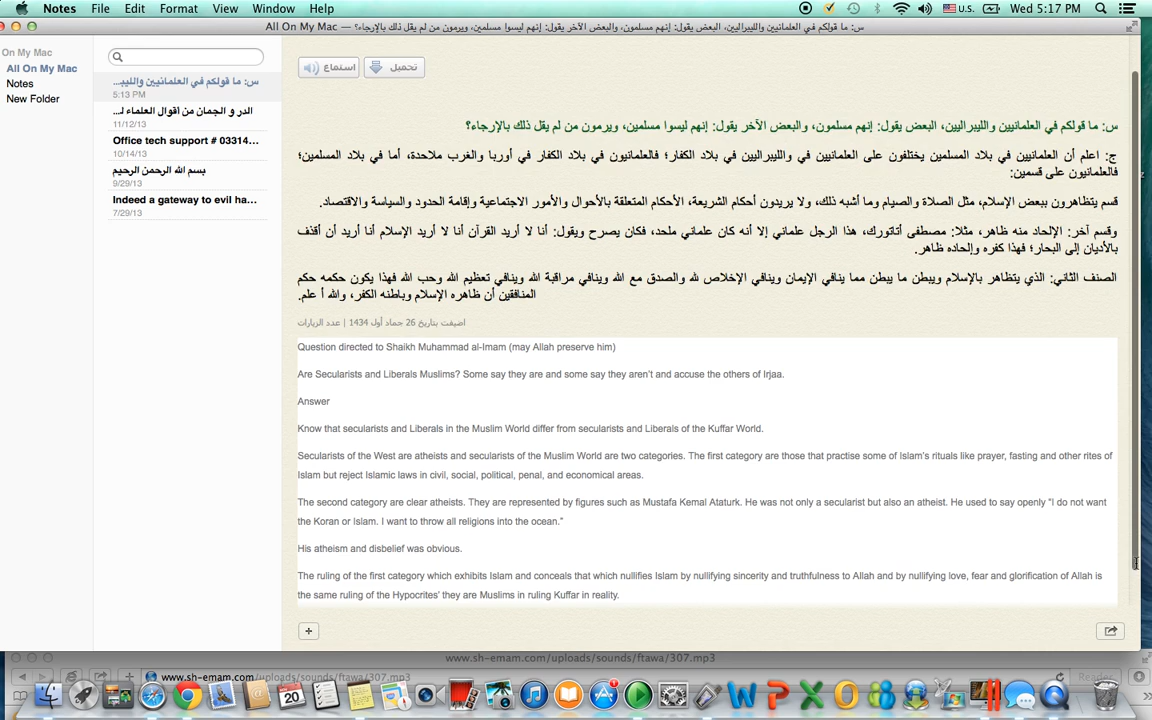 Notes File Edit Format View Window Help
U.S. Wed 5:17 PM
All On My Mac — س: ما قولكم في العلمانيين والليبراليين، البعض يقول: إنهم مسلمون، والبعض الآخر يقول: إنهم ليسوا مسلمين، ويرمون من لم يقل ذلك بالإرجاء؟
On My Mac
All On My Mac
Notes
New Folder
س: ما قولكم في العلمانيين والليبـ...
5:13 PM
الدر و الجمان من أقوال العلماء لـ...
11/12/13
Office tech support # 03314...
10/14/13
بسم الله الرحمن الرحيم
9/29/13
Indeed a gateway to evil ha...
7/29/13
استماع
تحميل
س: ما قولكم في العلمانيين والليبراليين، البعض يقول: إنهم مسلمون، والبعض الآخر يقول: إنهم ليسوا مسلمين، ويرمون من لم يقل ذلك بالإرجاء؟
ج: اعلم أن العلمانيين في بلاد المسلمين يختلفون على العلمانيين في والليبراليين في بلاد الكفار؛ فالعلمانيون في بلاد الكفار في أوربا والغرب ملاحدة، أما في بلاد المسلمين؛
فالعلمانيون على قسمين:
قسم يتظاهرون ببعض الإسلام، مثل الصلاة والصيام وما أشبه ذلك، ولا يريدون أحكام الشريعة، الأحكام المتعلقة بالأحوال والأمور الاجتماعية وإقامة الحدود والسياسة والاقتصاد.
وقسم آخر: الإلحاد منه ظاهر، مثلا: مصطفى أتاتورك، هذا الرجل علماني إلا أنه كان علماني ملحد، فكان يصرح ويقول: أنا لا أريد القرآن أنا لا أريد الإسلام أنا أريد أن أقذف
بالأديان إلى البحار؛ فهذا كفره وإلحاده ظاهر.
الصنف الثاني: الذي يتظاهر بالإسلام ويبطن ما يبطن مما ينافي الإيمان وينافي الإخلاص لله والصدق مع الله وينافي مراقبة الله وينافي تعظيم الله وحب الله فهذا يكون حكمه حكم
المنافقين أن ظاهره الإسلام وباطنه الكفر، والله أ علم.
اضيفت بتاريخ 26 جماد أول 1434 | عدد الزيارات
Question directed to Shaikh Muhammad al-Imam (may Allah preserve him)
Are Secularists and Liberals Muslims? Some say they are and some say they aren't and accuse the others of Irjaa.
Answer
Know that secularists and Liberals in the Muslim World differ from secularists and Liberals of the Kuffar World.
Secularists of the West are atheists and secularists of the Muslim World are two categories. The first category are those that practise some of Islam's rituals like prayer, fasting and other rites of
Islam but reject Islamic laws in civil, social, political, penal, and economical areas.
The second category are clear atheists. They are represented by figures such as Mustafa Kemal Ataturk. He was not only a secularist but also an atheist. He used to say openly “I do not want
the Koran or Islam. I want to throw all religions into the ocean.”
His atheism and disbelief was obvious.
The ruling of the first category which exhibits Islam and conceals that which nullifies Islam by nullifying sincerity and truthfulness to Allah and by nullifying love, fear and glorification of Allah is
the same ruling of the Hypocrites' they are Muslims in ruling Kuffar in reality.
www.sh-emam.com/uploads/sounds/ftawa/307.mp3
www.sh-emam.com/uploads/sounds/ftawa/307.mp3
Reader
20
1